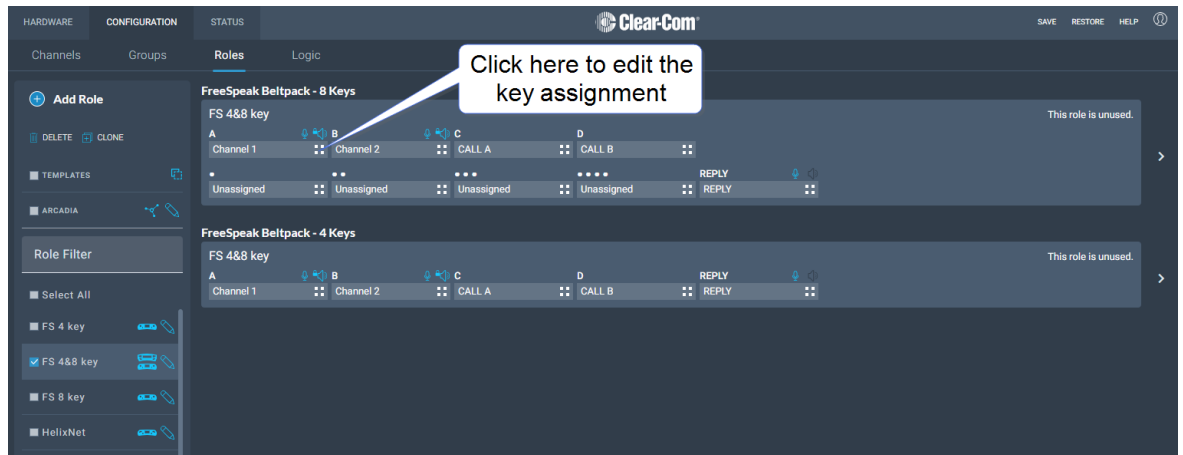 HARDWARE CONFIGURATION STATUS Clear-Com® SAVE RESTORE HELP
Channels Groups Roles Logic
Click here to edit the
key assignment
Add Role
DELETE CLONE
TEMPLATES
ARCADIA
Role Filter
Select All
FS 4 key
FS 4&8 key
FS 8 key
HelixNet
FreeSpeak Beltpack - 8 Keys
FS 4&8 key This role is unused.
A B C D
Channel 1 Channel 2 CALL A CALL B
• •• ••• •••• REPLY
Unassigned Unassigned Unassigned Unassigned REPLY
FreeSpeak Beltpack - 4 Keys
FS 4&8 key This role is unused.
A B C D REPLY
Channel 1 Channel 2 CALL A CALL B REPLY